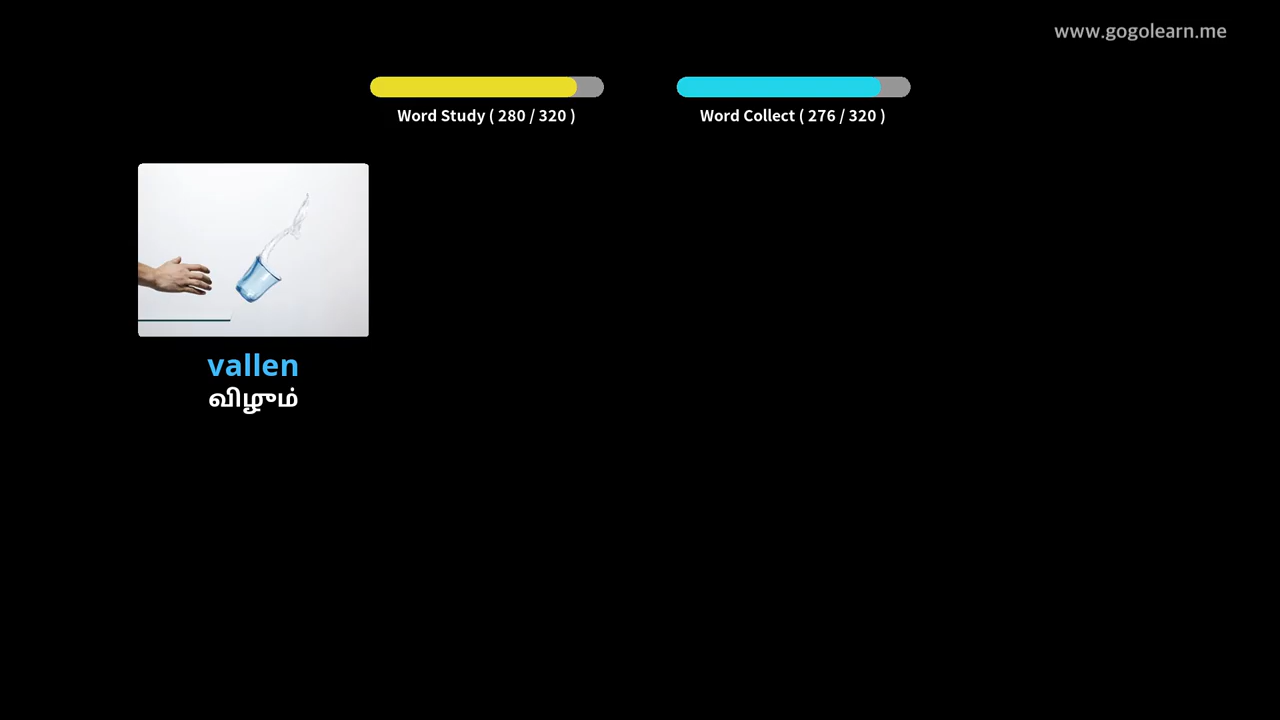 www.gogolearn.me
Word Study ( 280 / 320 )
Word Collect ( 276 / 320 )
vallen
விழும்